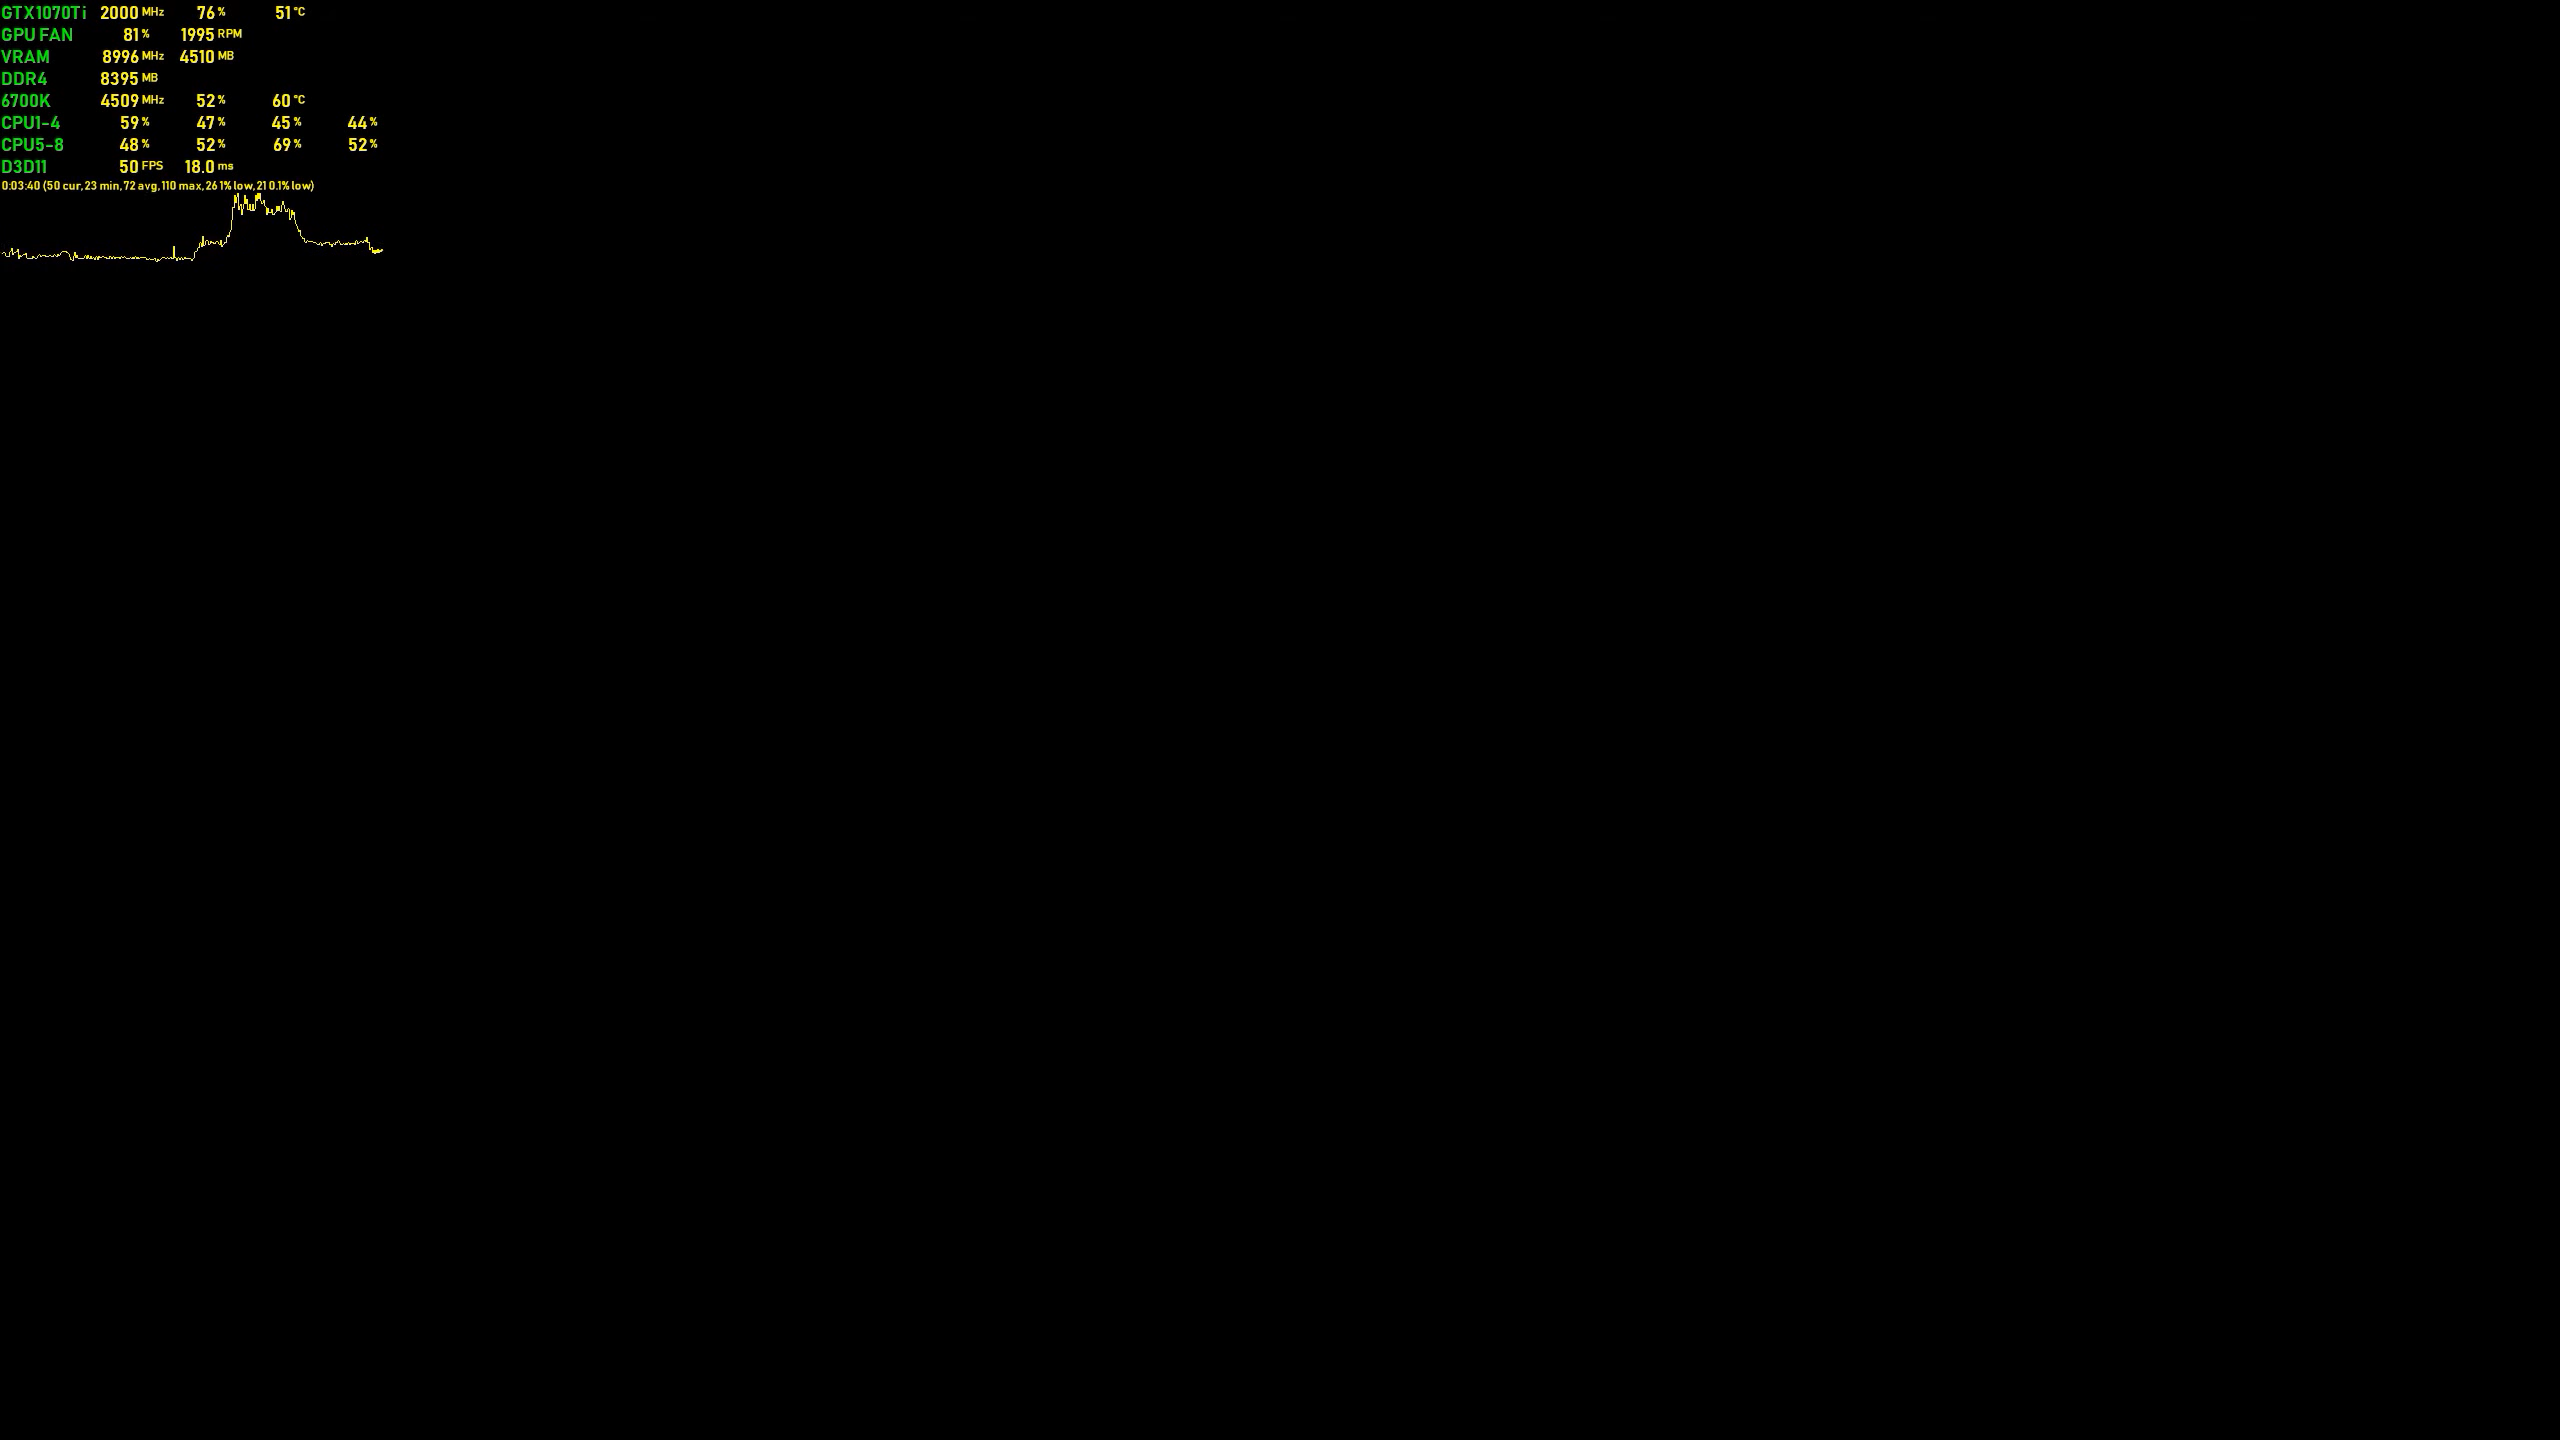 GTX1070Ti 2000 MHz 76 % 51 °C
GPU FAN 81 % 1995 RPM
VRAM 8996 MHz 4510 MB
DDR4 8395 MB
6700K 4509 MHz 52 % 60 °C
CPU1-4 59 % 47 % 45 % 44 %
CPU5-8 48 % 52 % 69 % 52 %
D3D11 50 FPS 18.0 ms
0:03:40 (50 cur, 23 min, 72 avg, 110 max, 26 1% low, 21 0.1% low)